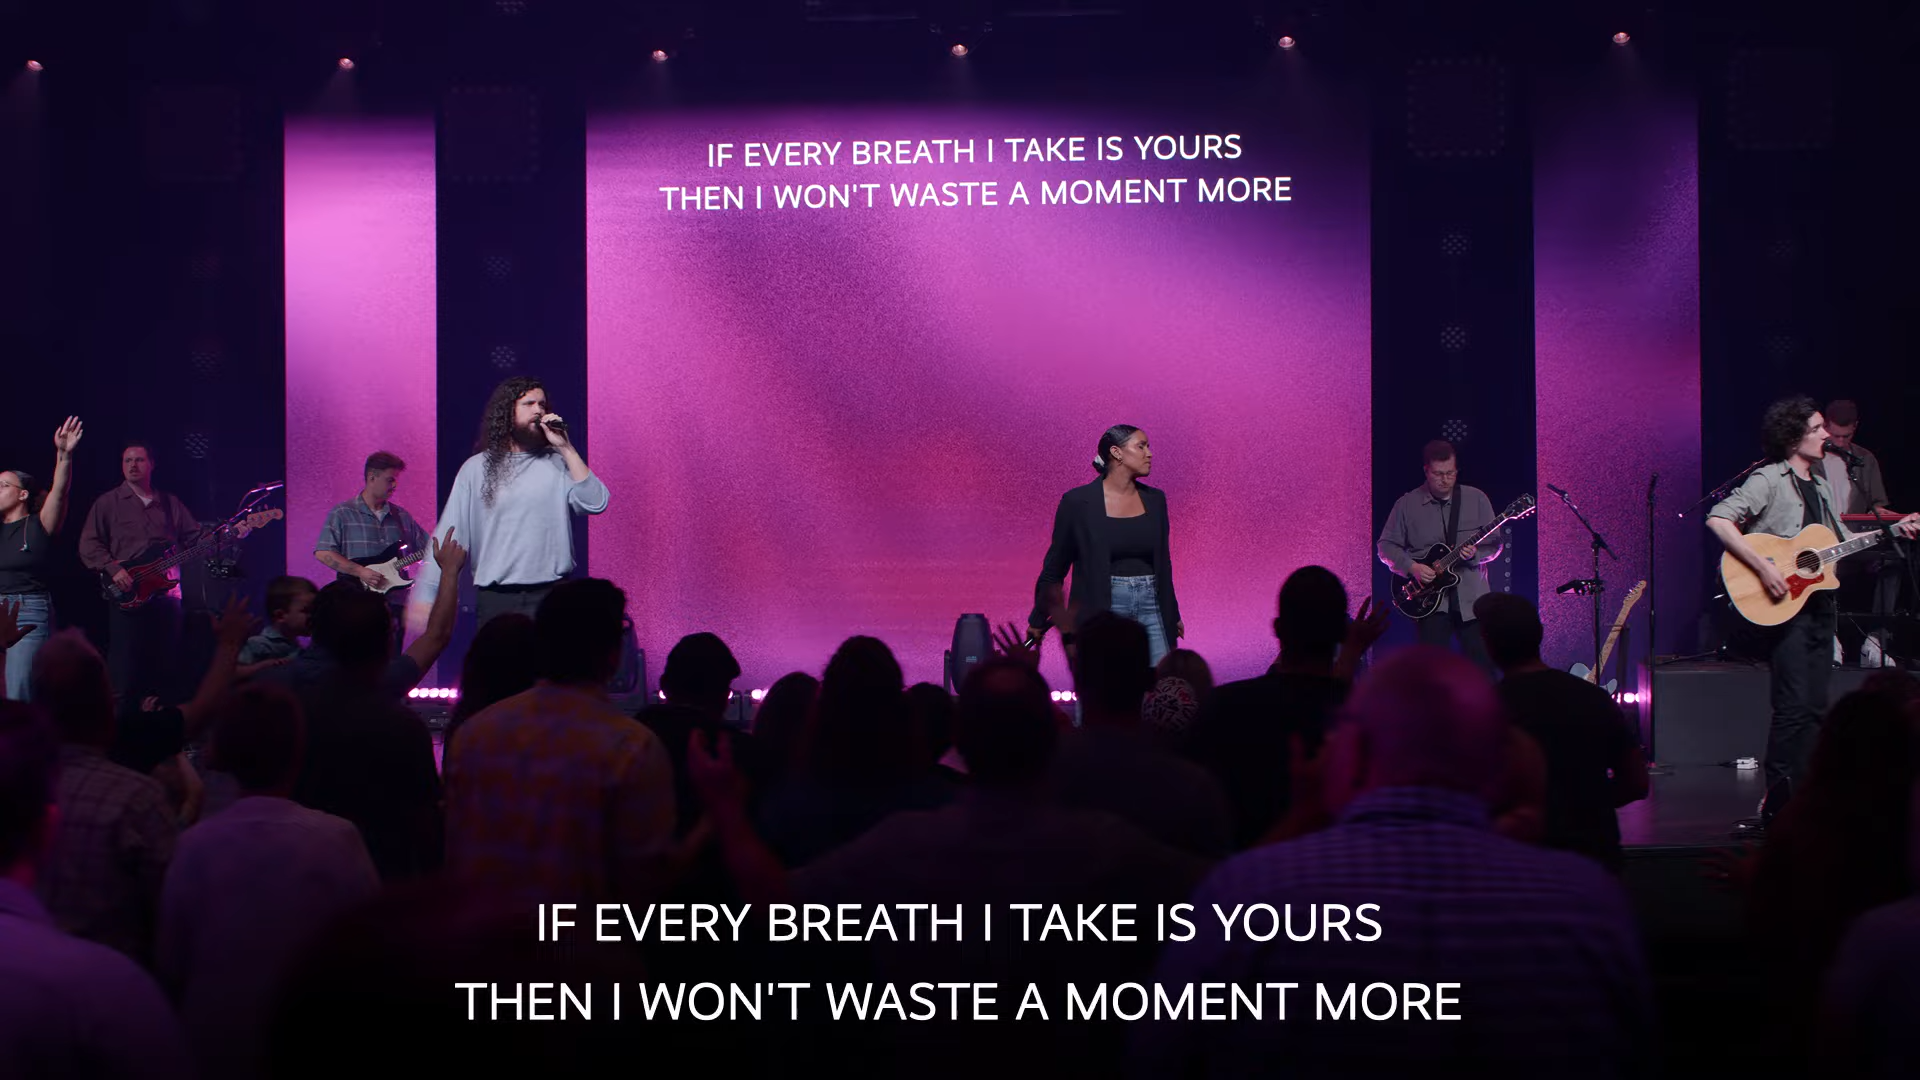 IF EVERY BREATH I TAKE IS YOURS
THEN I WON'T WASTE A MOMENT MORE
IF EVERY BREATH I TAKE IS YOURS
THEN I WON'T WASTE A MOMENT MORE